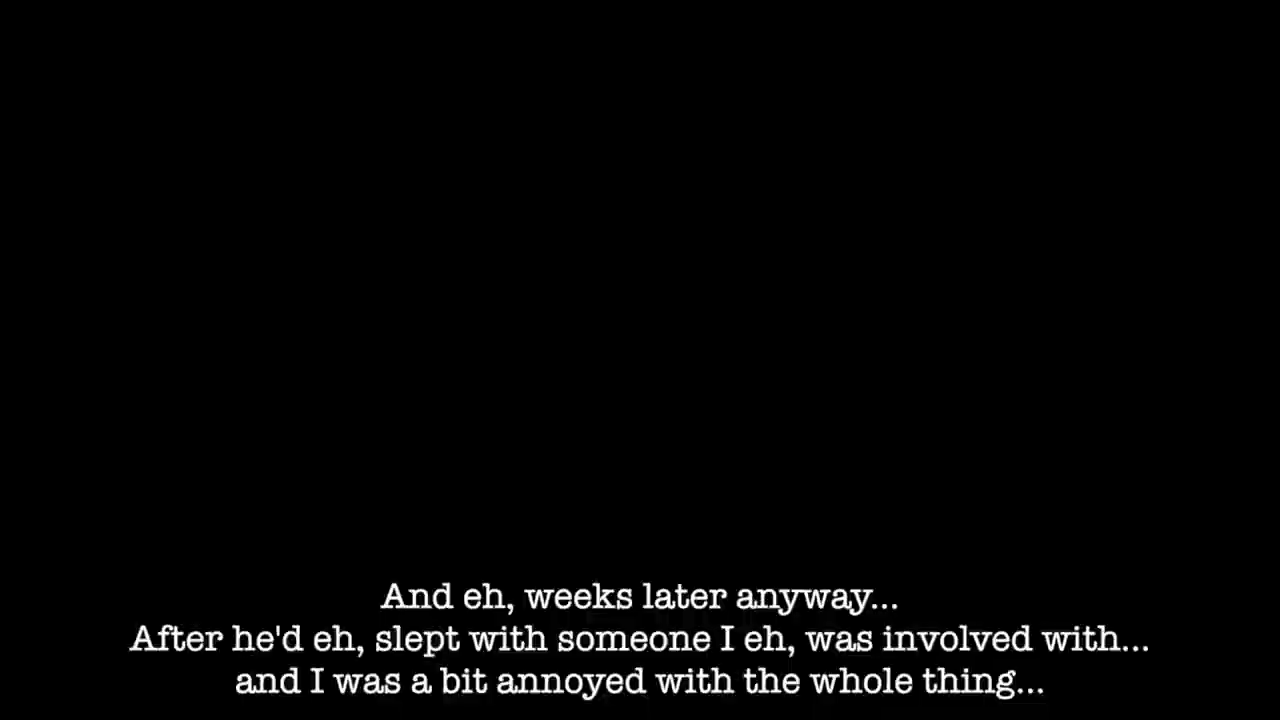 And eh, weeks later anyway...
After he'd eh, slept with someone I eh, was involved with...
and I was a bit annoyed with the whole thing...